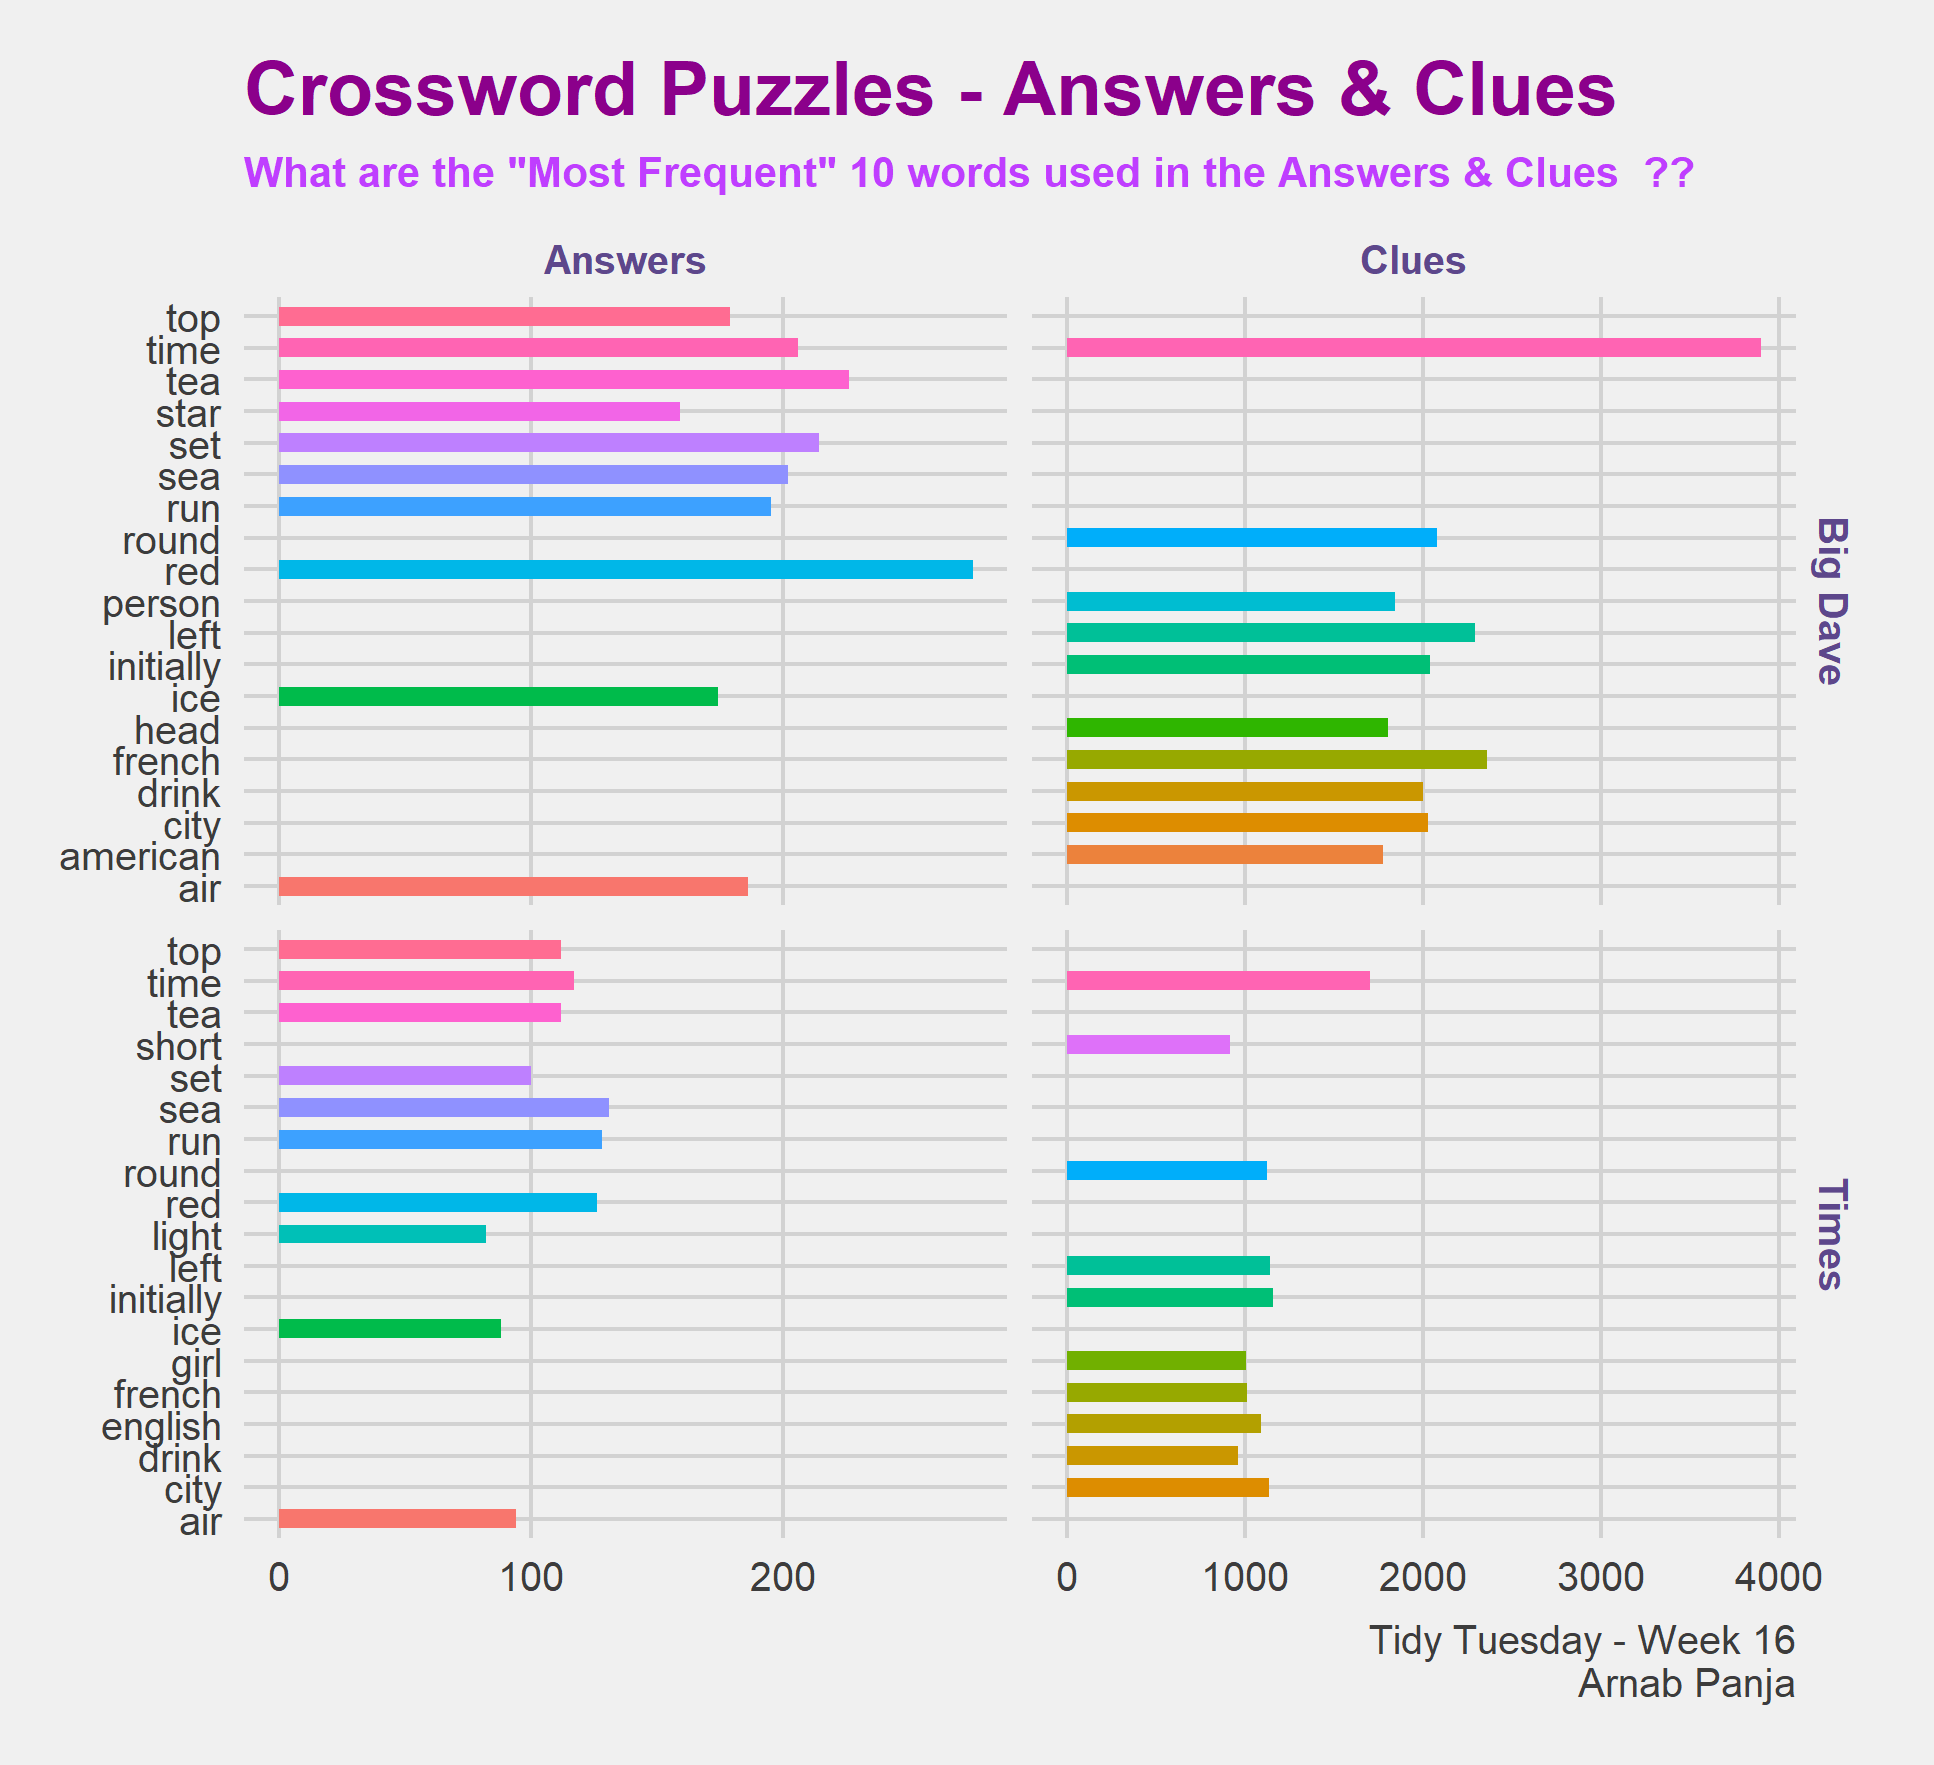 Crossword Puzzles - Answers & Clues
What are the "Most Frequent" 10 words used in the Answers & Clues  ??
Answers
Clues
top
time
tea
star
set
sea
run
round
red
person
left
initially
ice
head
french
drink
city
american
air
Big Dave
top
time
tea
short
set
sea
run
round
red
light
left
initially
ice
girl
french
english
drink
city
air
Times
0 100 200
0 1000 2000 3000 4000
Tidy Tuesday - Week 16
Arnab Panja